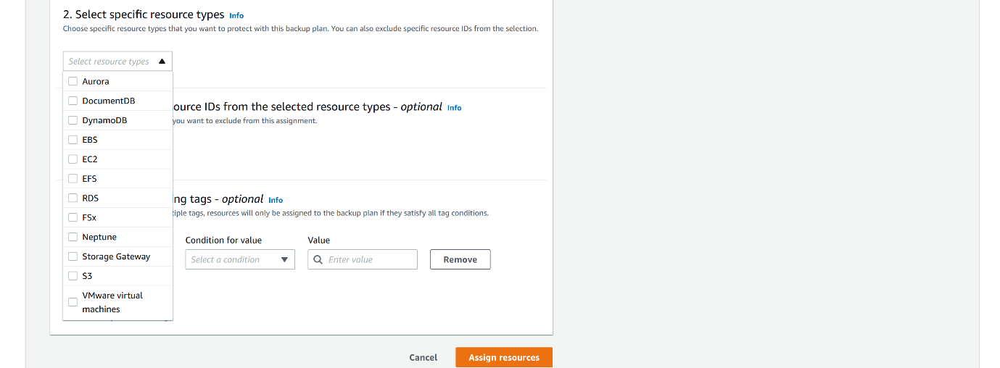 2. Select specific resource types Info
Choose specific resource types that you want to protect with this backup plan. You can also exclude specific resource IDs from the selection.
Select resource types
Aurora
DocumentDB
ource IDs from the selected resource types - optional Info
DynamoDB
you want to exclude from this assignment.
EBS
EC2
EFS
RDS
ng tags - optional Info
FSx
tiple tags, resources will only be assigned to the backup plan if they satisfy all tag conditions.
Neptune
Condition for value Value
Storage Gateway
Select a condition Enter value Remove
S3
VMware virtual
machines
Cancel Assign resources